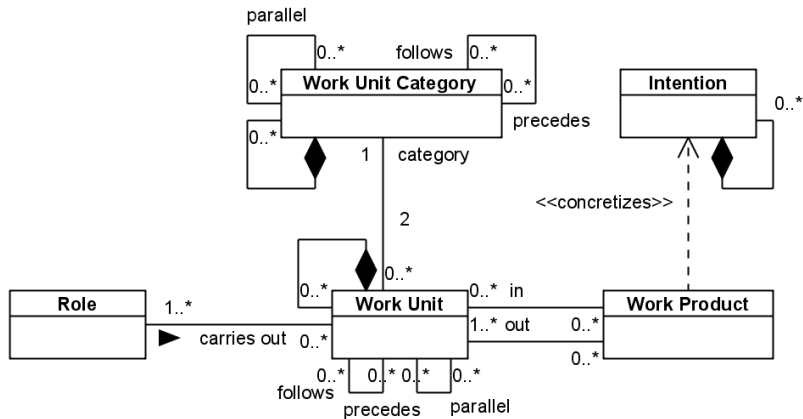 parallel
0..*
follows
0..*
Work Unit Category
Intention
0..*
0..*
0..*
0..*
precedes
1
category
<<concretizes>>
2
0..*
0..*
0..*
in
Role
1..*
Work Unit
Work Product
carries out
0..*
1..*
out
0..*
0..*
0..*
0..*
0..*
0..*
follows
precedes
parallel